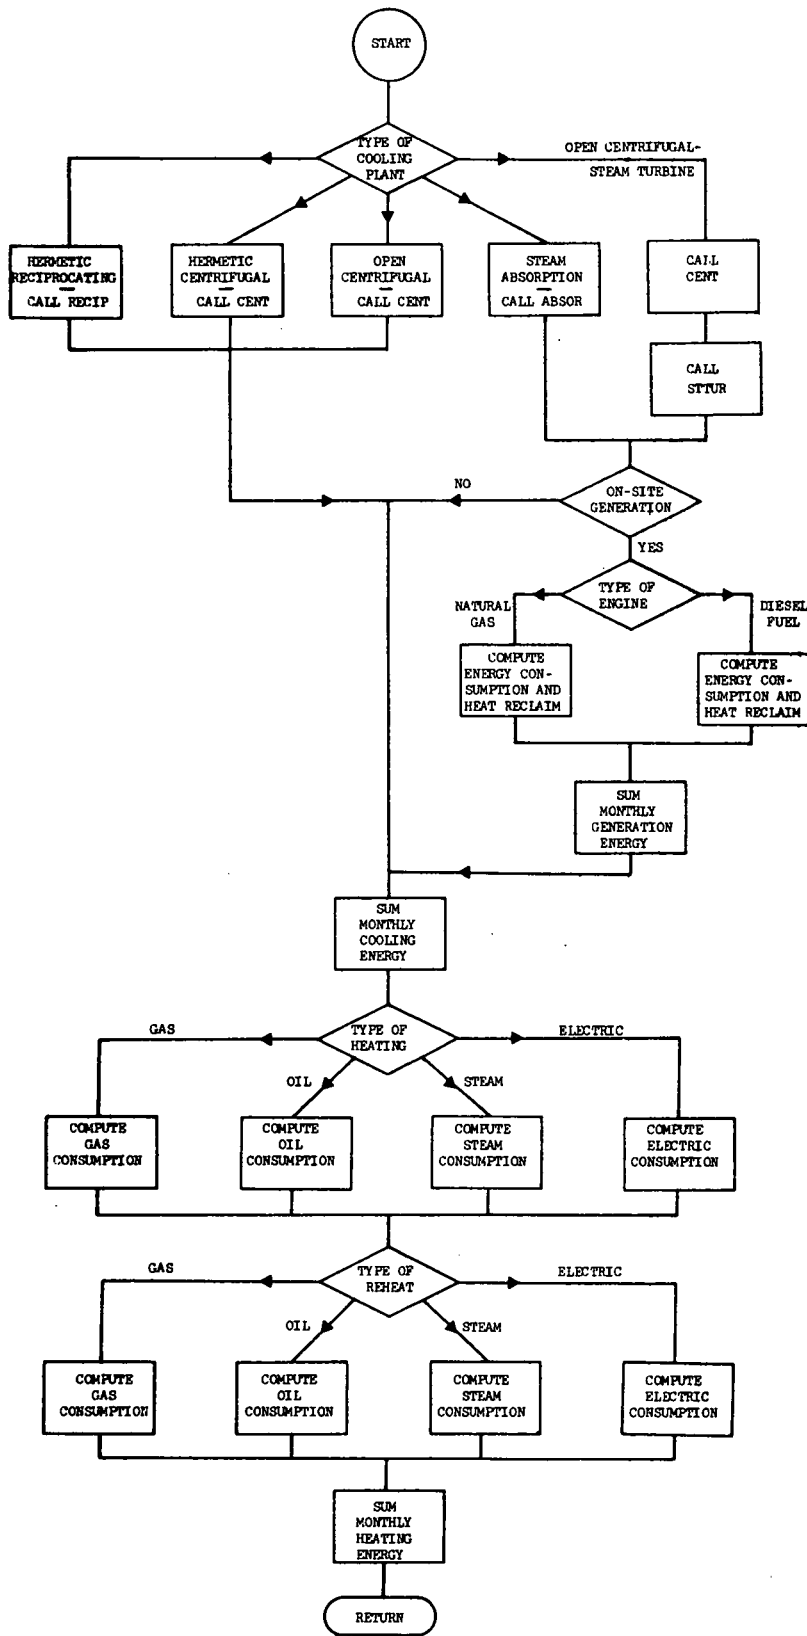 START
TYPE OF
COOLING
PLANT
OPEN CENTRIFUGAL-
STEAM TURBINE
HERMETIC
RECIPROCATING
—
CALL RECIP
HERMETIC
CENTRIFUGAL
—
CALL CENT
OPEN
CENTRIFUGAL
—
CALL CENT
STEAM
ABSORPTION
—
CALL ABSOR
CALL
CENT
CALL
STTUR
NO
ON-SITE
GENERATION
YES
TYPE OF
ENGINE
NATURAL
GAS
DIESEL
FUEL
COMPUTE
ENERGY CON-
SUMPTION AND
HEAT RECLAIM
COMPUTE
ENERGY CON-
SUMPTION AND
HEAT RECLAIM
SUM
MONTHLY
GENERATION
ENERGY
SUM
MONTHLY
COOLING
ENERGY
GAS
TYPE OF
HEATING
ELECTRIC
OIL
STEAM
COMPUTE
GAS
CONSUMPTION
COMPUTE
OIL
CONSUMPTION
COMPUTE
STEAM
CONSUMPTION
COMPUTE
ELECTRIC
CONSUMPTION
GAS
TYPE OF
REHEAT
ELECTRIC
OIL
STEAM
COMPUTE
GAS
CONSUMPTION
COMPUTE
OIL
CONSUMPTION
COMPUTE
STEAM
CONSUMPTION
COMPUTE
ELECTRIC
CONSUMPTION
SUM
MONTHLY
HEATING
ENERGY
RETURN